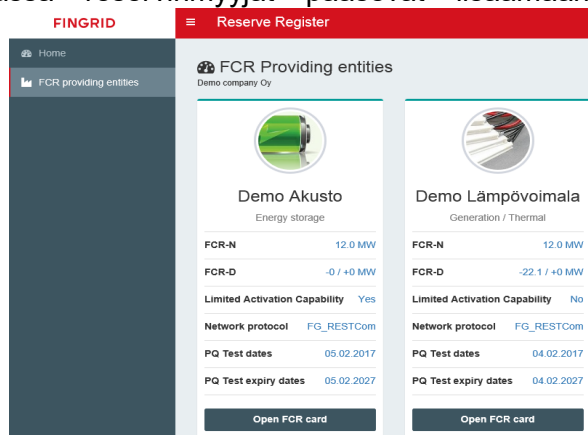 FINGRID
Reserve Register
Home
FCR providing entities
FCR Providing entities
Demo company Oy
Demo Akusto
Energy storage
FCR-N 12.0 MW
FCR-D -0 / +0 MW
Limited Activation Capability Yes
Network protocol FG_RESTCom
PQ Test dates 05.02.2017
PQ Test expiry dates 05.02.2027
Open FCR card
Demo Lämpövoimala
Generation / Thermal
FCR-N 12.0 MW
FCR-D -22.1 / +0 MW
Limited Activation Capability No
Network protocol FG_RESTCom
PQ Test dates 04.02.2017
PQ Test expiry dates 04.02.2027
Open FCR card